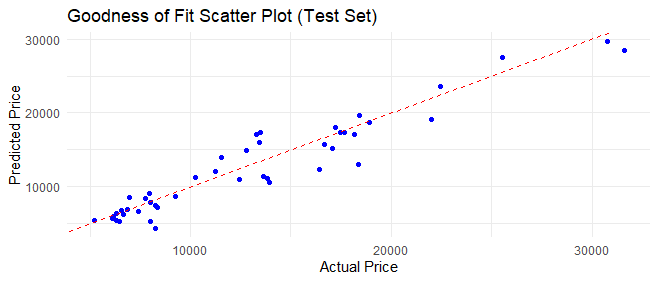 Goodness of Fit Scatter Plot (Test Set)
30000
20000
10000
Predicted Price
10000 20000 30000
Actual Price